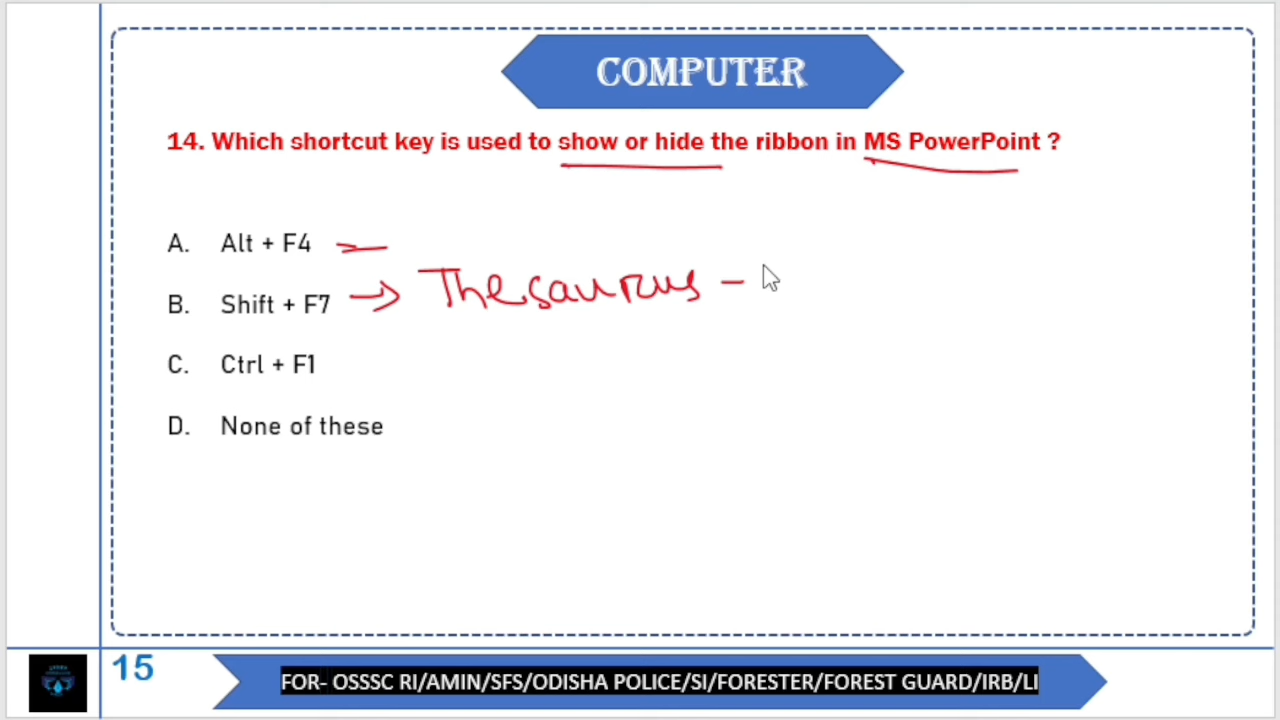 COMPUTER
14. Which shortcut key is used to show or hide the ribbon in MS PowerPoint ?
A. Alt + F4
B. Shift + F7 → Thesaurus –
C. Ctrl + F1
D. None of these
15
FOR- OSSSC RI/AMIN/SFS/ODISHA POLICE/SI/FORESTER/FOREST GUARD/IRB/LI